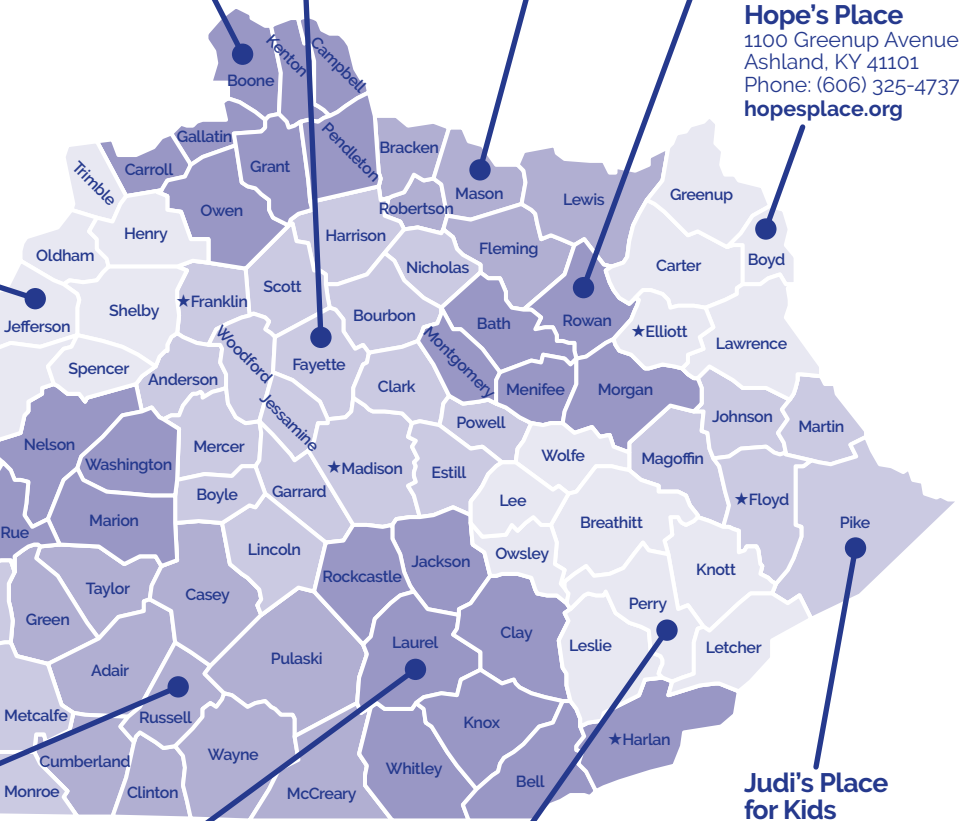 Hope’s Place
1100 Greenup Avenue
Ashland, KY 41101
Phone: (606) 325-4737
hopesplace.org
Kenton
Campbell
Boone
Gallatin
Pendleton
Bracken
Carroll
Grant
Trimble
Mason
Lewis
Greenup
Owen
Robertson
Henry
Harrison
Fleming
Oldham
Nicholas
Carter
Boyd
Scott
★Franklin
Shelby
Bourbon
Bath
Rowan
Jefferson
★Elliott
Lawrence
Woodford
Fayette
Montgomery
Spencer
Anderson
Clark
Menifee
Morgan
Jessamine
Powell
Johnson
Martin
Nelson
Mercer
Washington
Wolfe
Magoffin
★Madison
Estill
Boyle
Garrard
Lee
★Floyd
Marion
Breathitt
Pike
Rue
Lincoln
Owsley
Jackson
Rockcastle
Knott
Taylor
Casey
Perry
Green
Clay
Laurel
Leslie
Letcher
Pulaski
Adair
Metcalfe
Russell
Knox
★Harlan
Wayne
Cumberland
Whitley
Bell
Monroe
Clinton
McCreary
Judi’s Place
for Kids